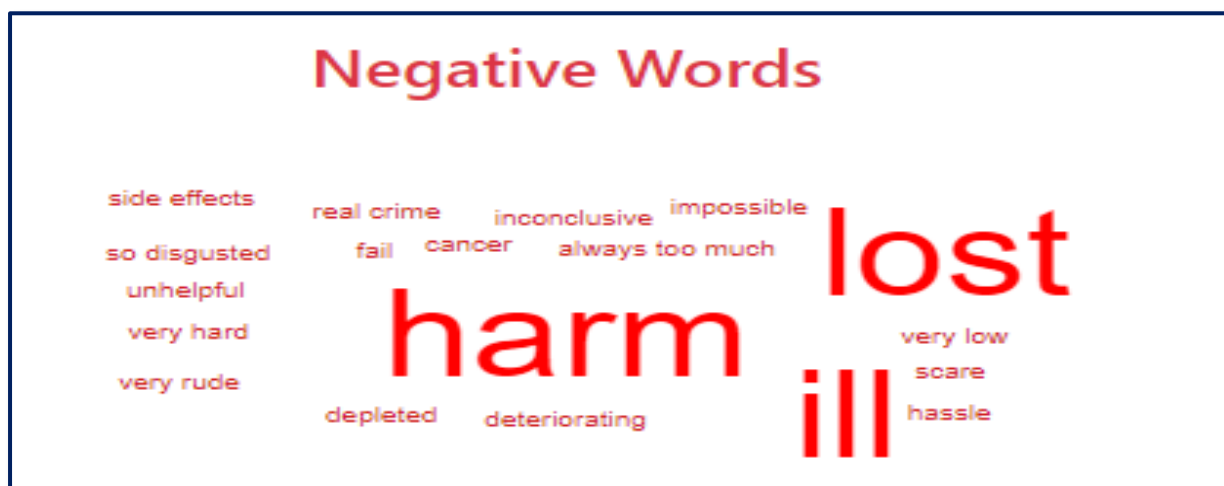 Negative Words
side effects
real crime
inconclusive
impossible
so disgusted
fail
cancer
always too much
lost
unhelpful
harm
very hard
very low
very rude
ill
scare
depleted
deteriorating
hassle